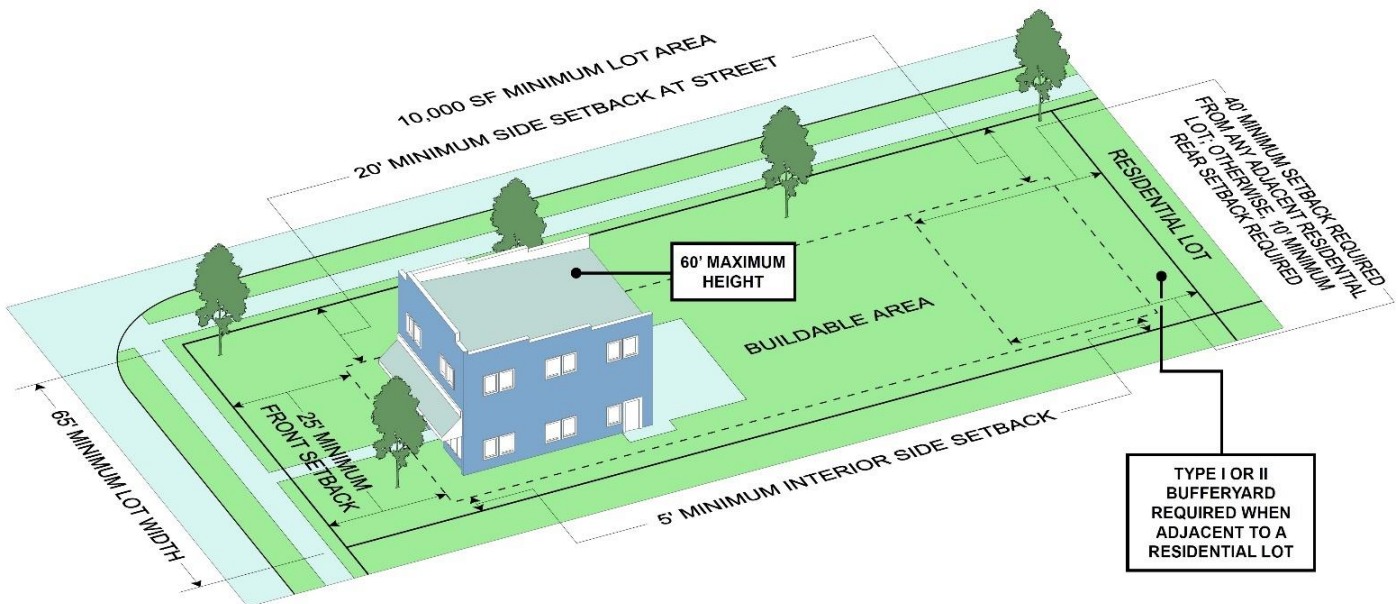 10,000 SF MINIMUM LOT AREA
20' MINIMUM SIDE SETBACK AT STREET
60' MAXIMUM
HEIGHT
BUILDABLE AREA
RESIDENTIAL LOT
40' MINIMUM SETBACK REQUIRED
FROM ANY ADJACENT RESIDENTIAL
LOT; OTHERWISE, 10' MINIMUM
REAR SETBACK REQUIRED
25' MINIMUM
FRONT SETBACK
65' MINIMUM LOT WIDTH
5' MINIMUM INTERIOR SIDE SETBACK
TYPE I OR II
BUFFERYARD
REQUIRED WHEN
ADJACENT TO A
RESIDENTIAL LOT